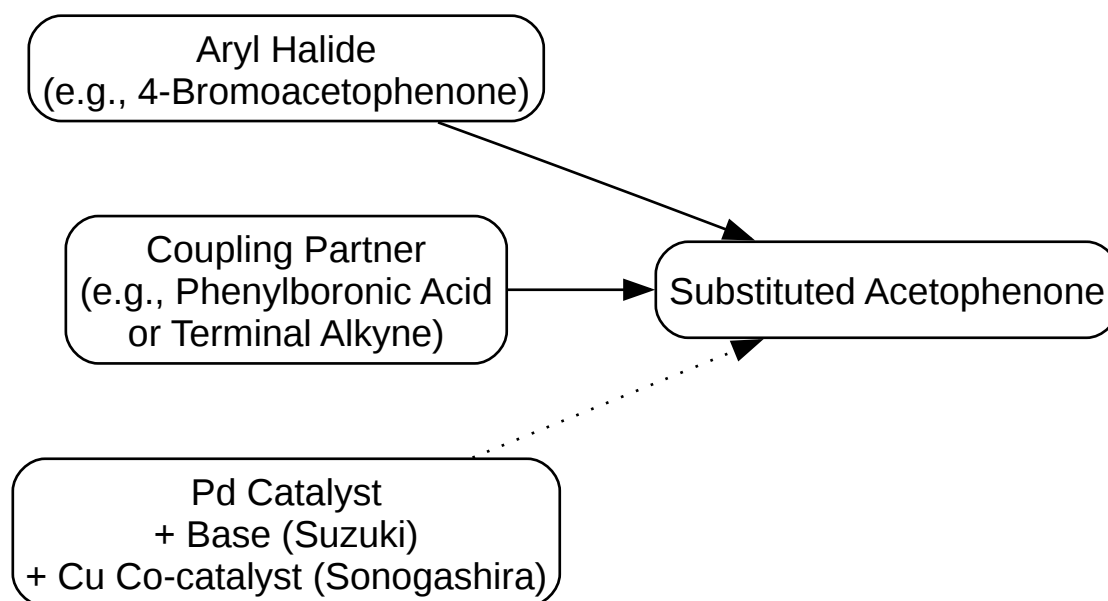 Aryl Halide
(e.g., 4-Bromoacetophenone)
Coupling Partner
(e.g., Phenylboronic Acid
or Terminal Alkyne)
Substituted Acetophenone
Pd Catalyst
+ Base (Suzuki)
+ Cu Co-catalyst (Sonogashira)